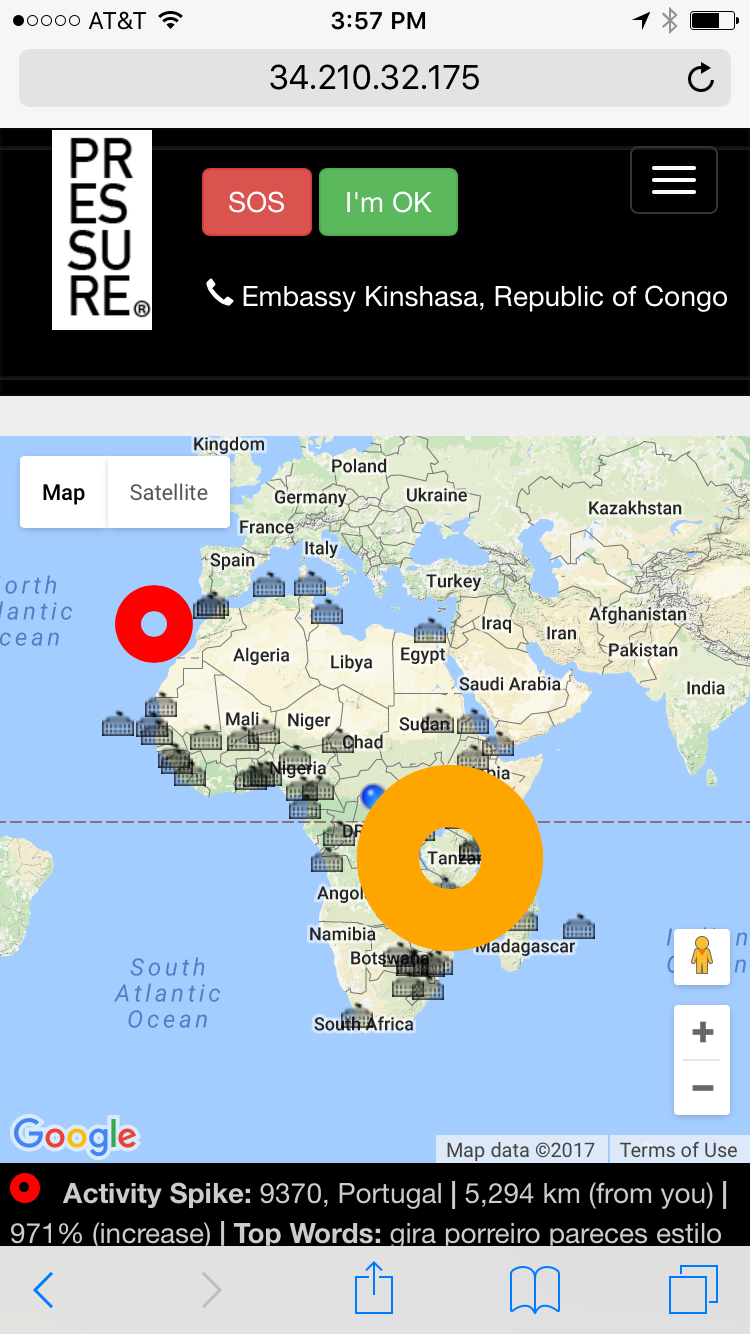 AT&T 3:57 PM
34.210.32.175
PR
ES
SU
RE®
SOS I'm OK
Embassy Kinshasa, Republic of Congo
Kingdom
Map Satellite
Poland
Germany Ukraine
Kazakhstan
France
Italy
Spain
Turkey
orth
lantic
cean
Afghanistan
Iraq
Iran
Pakistan
Algeria Libya Egypt
Saudi Arabia
India
Mali Niger Sudan
Chad
Nigeria
pia
DR
Tanzan
Angol
Namibia
Madagascar
Botswana
South
Atlantic
Ocean
South Africa
Google
Map data ©2017 Terms of Use
Activity Spike: 9370, Portugal | 5,294 km (from you) |
971% (increase) | Top Words: gira porreiro pareces estilo